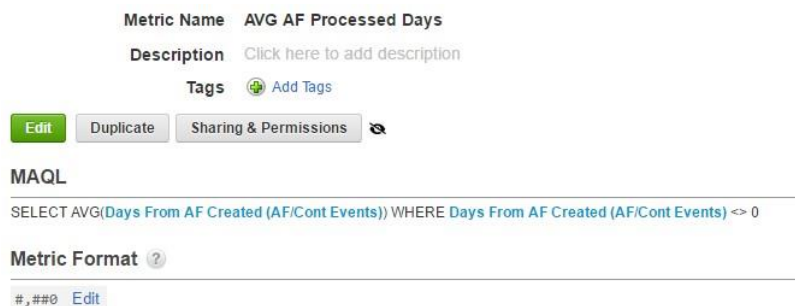 Metric Name AVG AF Processed Days
Description Click here to add description
Tags Add Tags
Edit Duplicate Sharing & Permissions
MAQL
SELECT AVG(Days From AF Created (AF/Cont Events)) WHERE Days From AF Created (AF/Cont Events) <> 0
Metric Format ?
#,##0 Edit